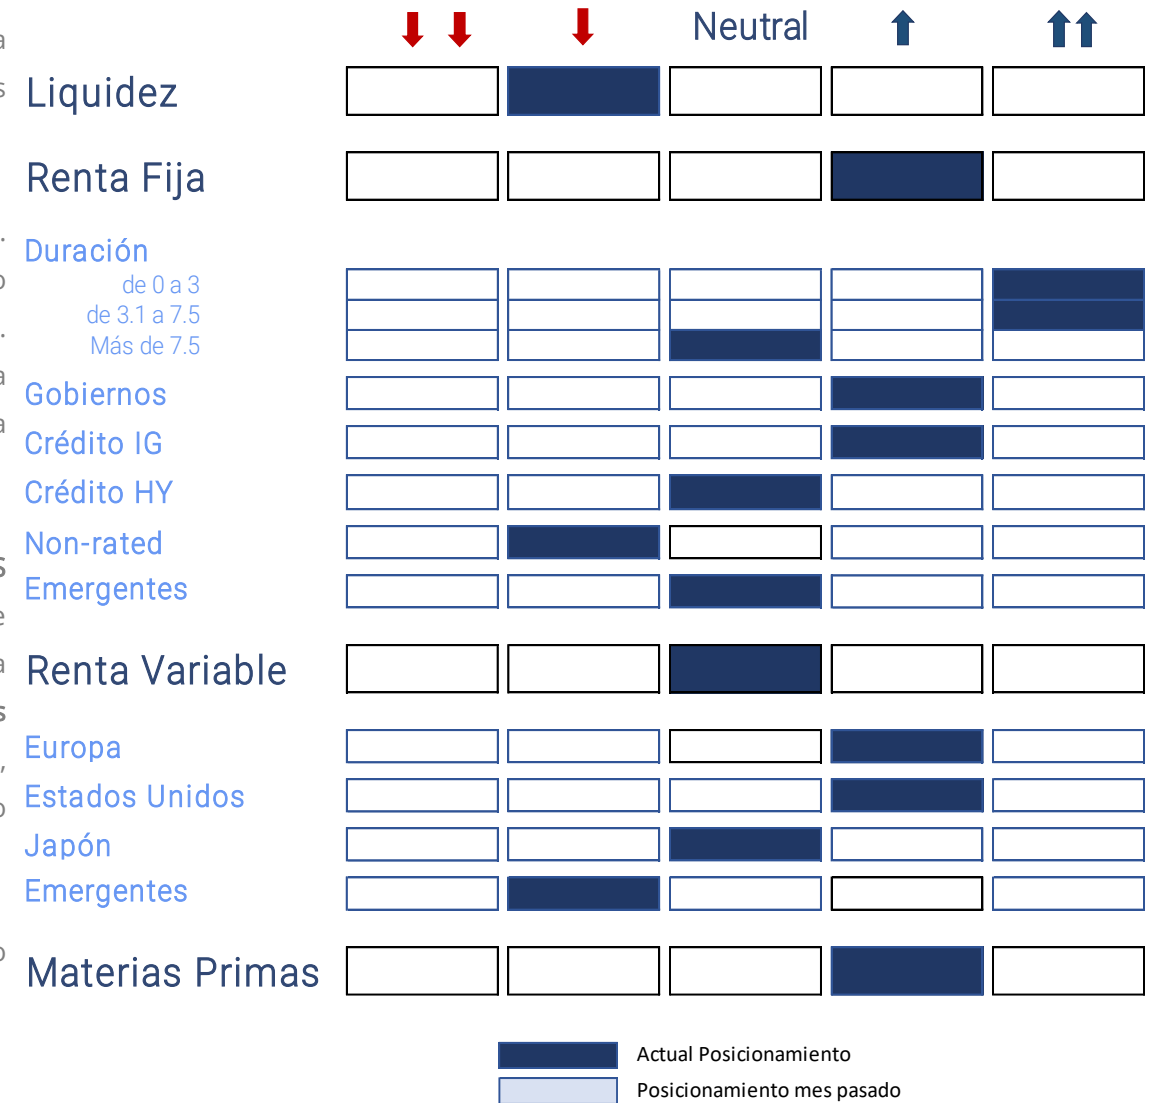 Neutral
Liquidez
Renta Fija
Duración
de 0 a 3
de 3.1 a 7.5
Más de 7.5
Gobiernos
Crédito IG
Crédito HY
Non-rated
Emergentes
Renta Variable
Europa
Estados Unidos
Japón
Emergentes
Materias Primas
Actual Posicionamiento
Posicionamiento mes pasado